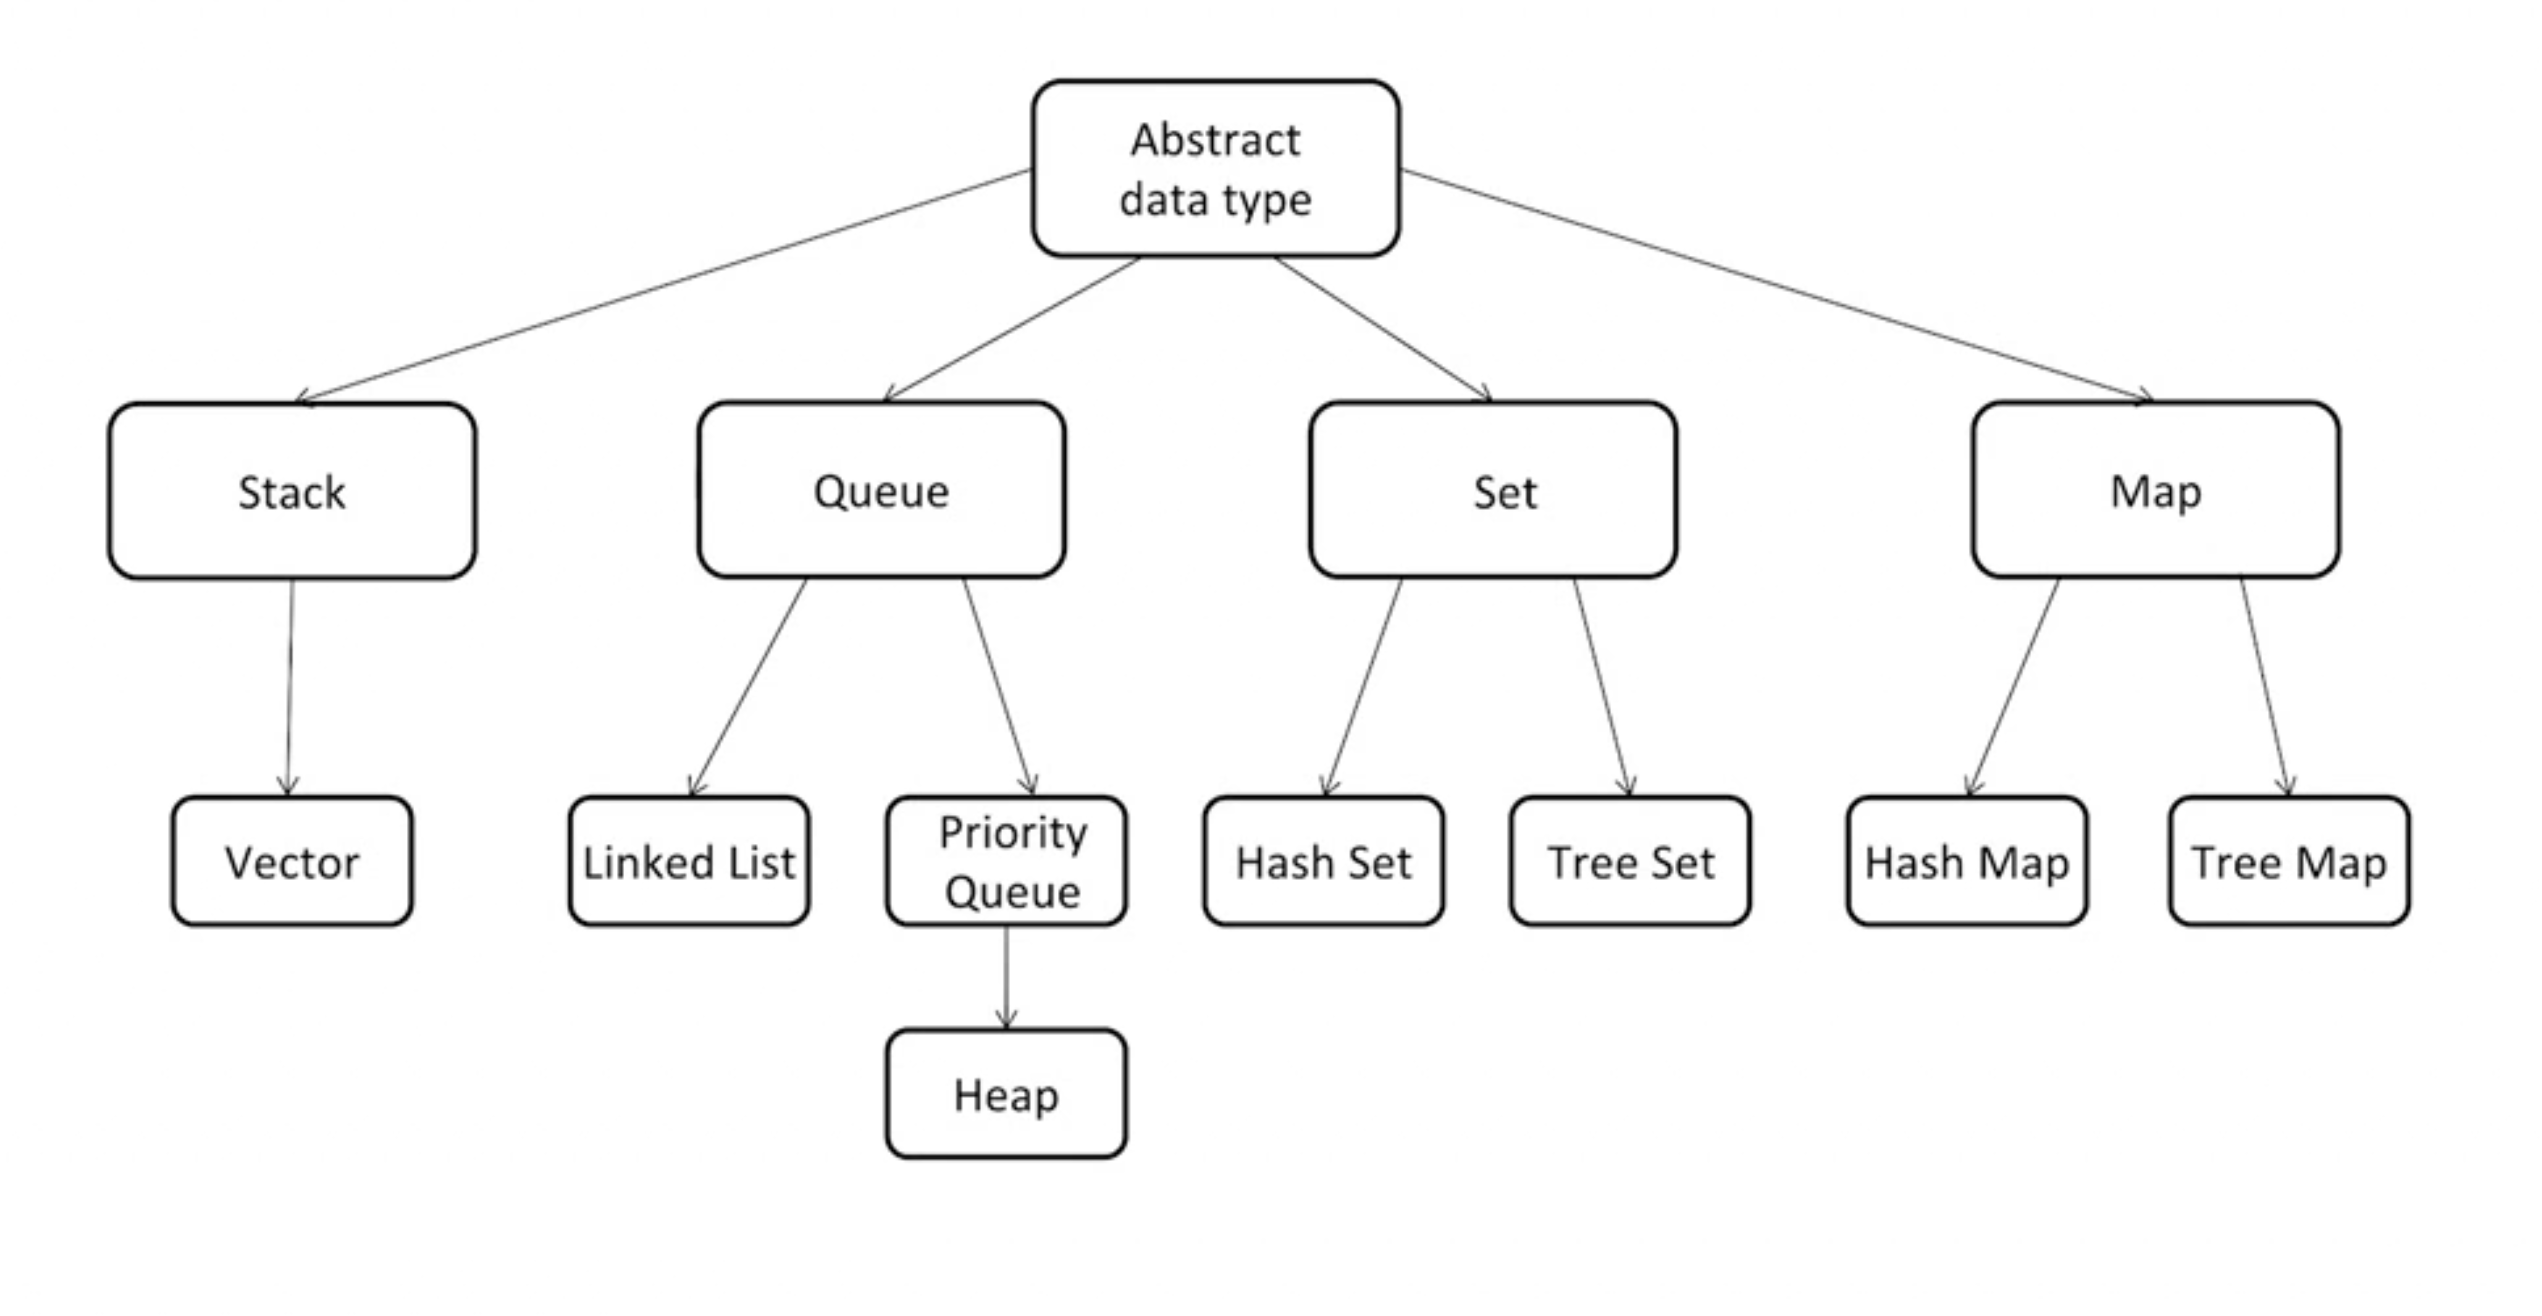 Abstract
data type
Stack
Queue
Set
Map
Vector
Linked List
Priority
Queue
Hash Set
Tree Set
Hash Map
Tree Map
Heap